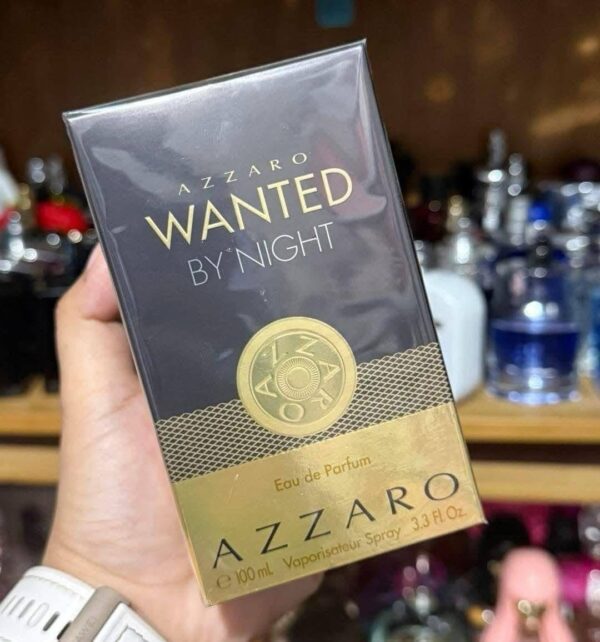 AZZARO
WANTED
BY NIGHT
AZZARO
Eau de Parfum
AZZARO
℮ 100 mL Vaporisateur Spray 3.3 Fl. Oz.